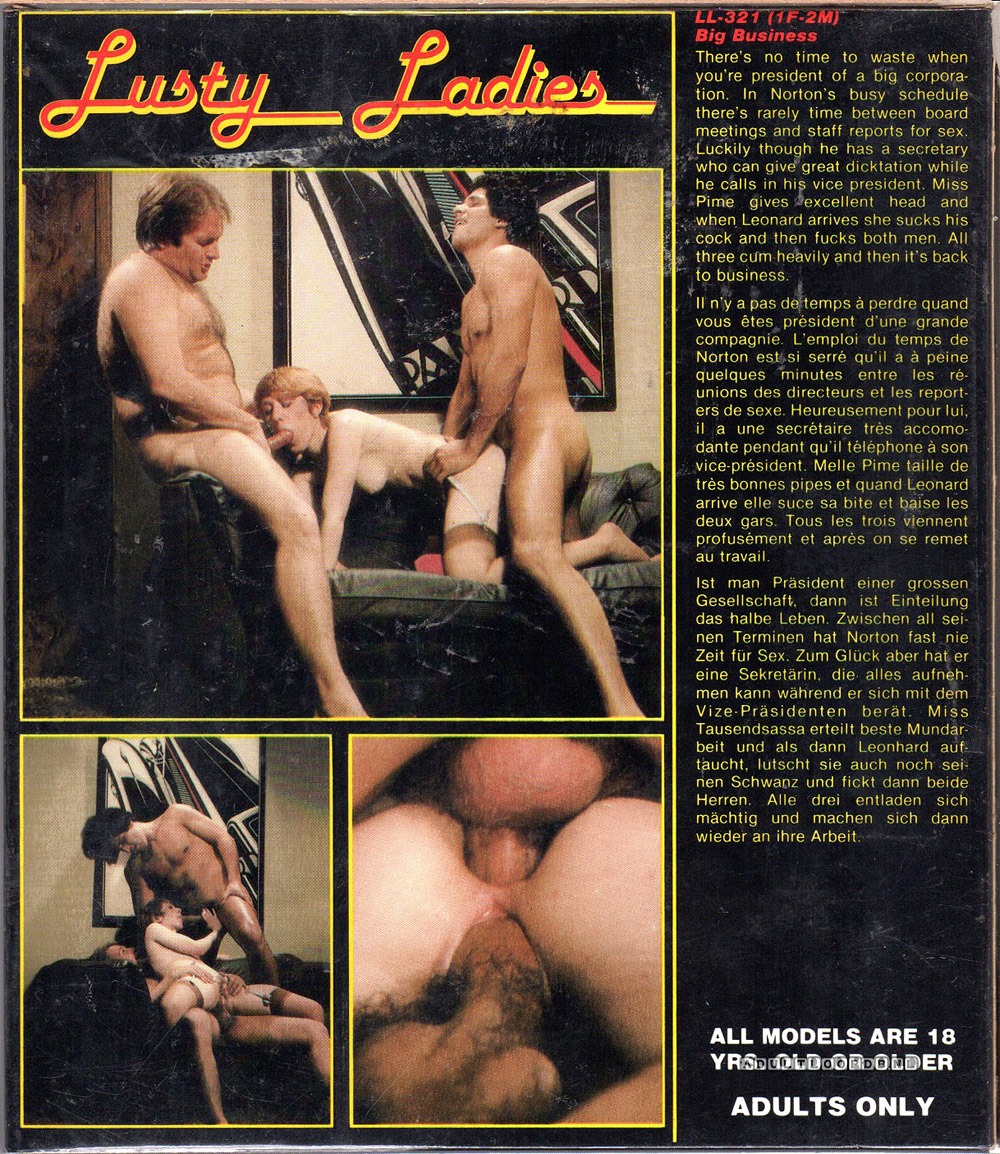 Lusty Ladies
LL-321 (1F-2M)
Big Business
There's no time to waste when
you're president of a big corpora-
tion. In Norton's busy schedule
there's rarely time between board
meetings and staff reports for sex.
Luckily though he has a secretary
who can give great dicktation while
he calls in his vice president. Miss
Pime gives excellent head and
when Leonard arrives she sucks his
cock and then fucks both men. All
three cum heavily and then it's back
to business.
Il n'y a pas de temps à perdre quand
vous êtes président d'une grande
compagnie. L'emploi du temps de
Norton est si serré qu'il a à peine
quelques minutes entre les ré-
unions des directeurs et les report-
ers de sexe. Heureusement pour lui,
il a une secrétaire très accomo-
dante pendant qu'il téléphone à son
vice-président. Melle Pime taille de
très bonnes pipes et quand Leonard
arrive elle suce sa bite et baise les
deux gars. Tous les trois viennent
profusément et après on se remet
au travail.
Ist man Präsident einer grossen
Gesellschaft, dann ist Einteilung
das halbe Leben. Zwischen all sei-
nen Terminen hat Norton fast nie
Zeit für Sex. Zum Glück aber hat er
eine Sekretärin, die alles aufneh-
men kann während er sich mit dem
Vize-Präsidenten berät. Miss
Tausendsassa erteilt beste Mundar-
beit und als dann Leonhard auf-
taucht, lutscht sie auch noch sei-
nen Schwanz und fickt dann beide
Herren. Alle drei entladen sich
mächtig und machen sich dann
wieder an ihre Arbeit.
ALL MODELS ARE 18
YRS. OLD OR OLDER
ADULTS ONLY